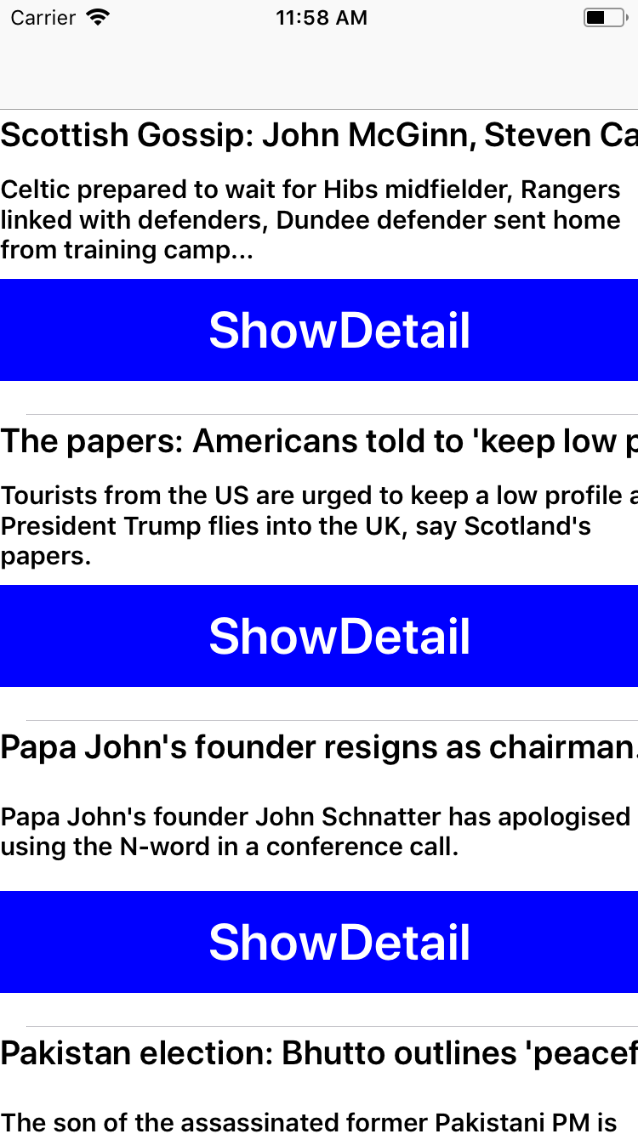 Carrier 11:58 AM
Scottish Gossip: John McGinn, Steven Ca
Celtic prepared to wait for Hibs midfielder, Rangers
linked with defenders, Dundee defender sent home
from training camp...
ShowDetail
The papers: Americans told to 'keep low p
Tourists from the US are urged to keep a low profile a
President Trump flies into the UK, say Scotland's
papers.
ShowDetail
Papa John's founder resigns as chairman.
Papa John's founder John Schnatter has apologised
using the N-word in a conference call.
ShowDetail
Pakistan election: Bhutto outlines 'peacef
The son of the assassinated former Pakistani PM is